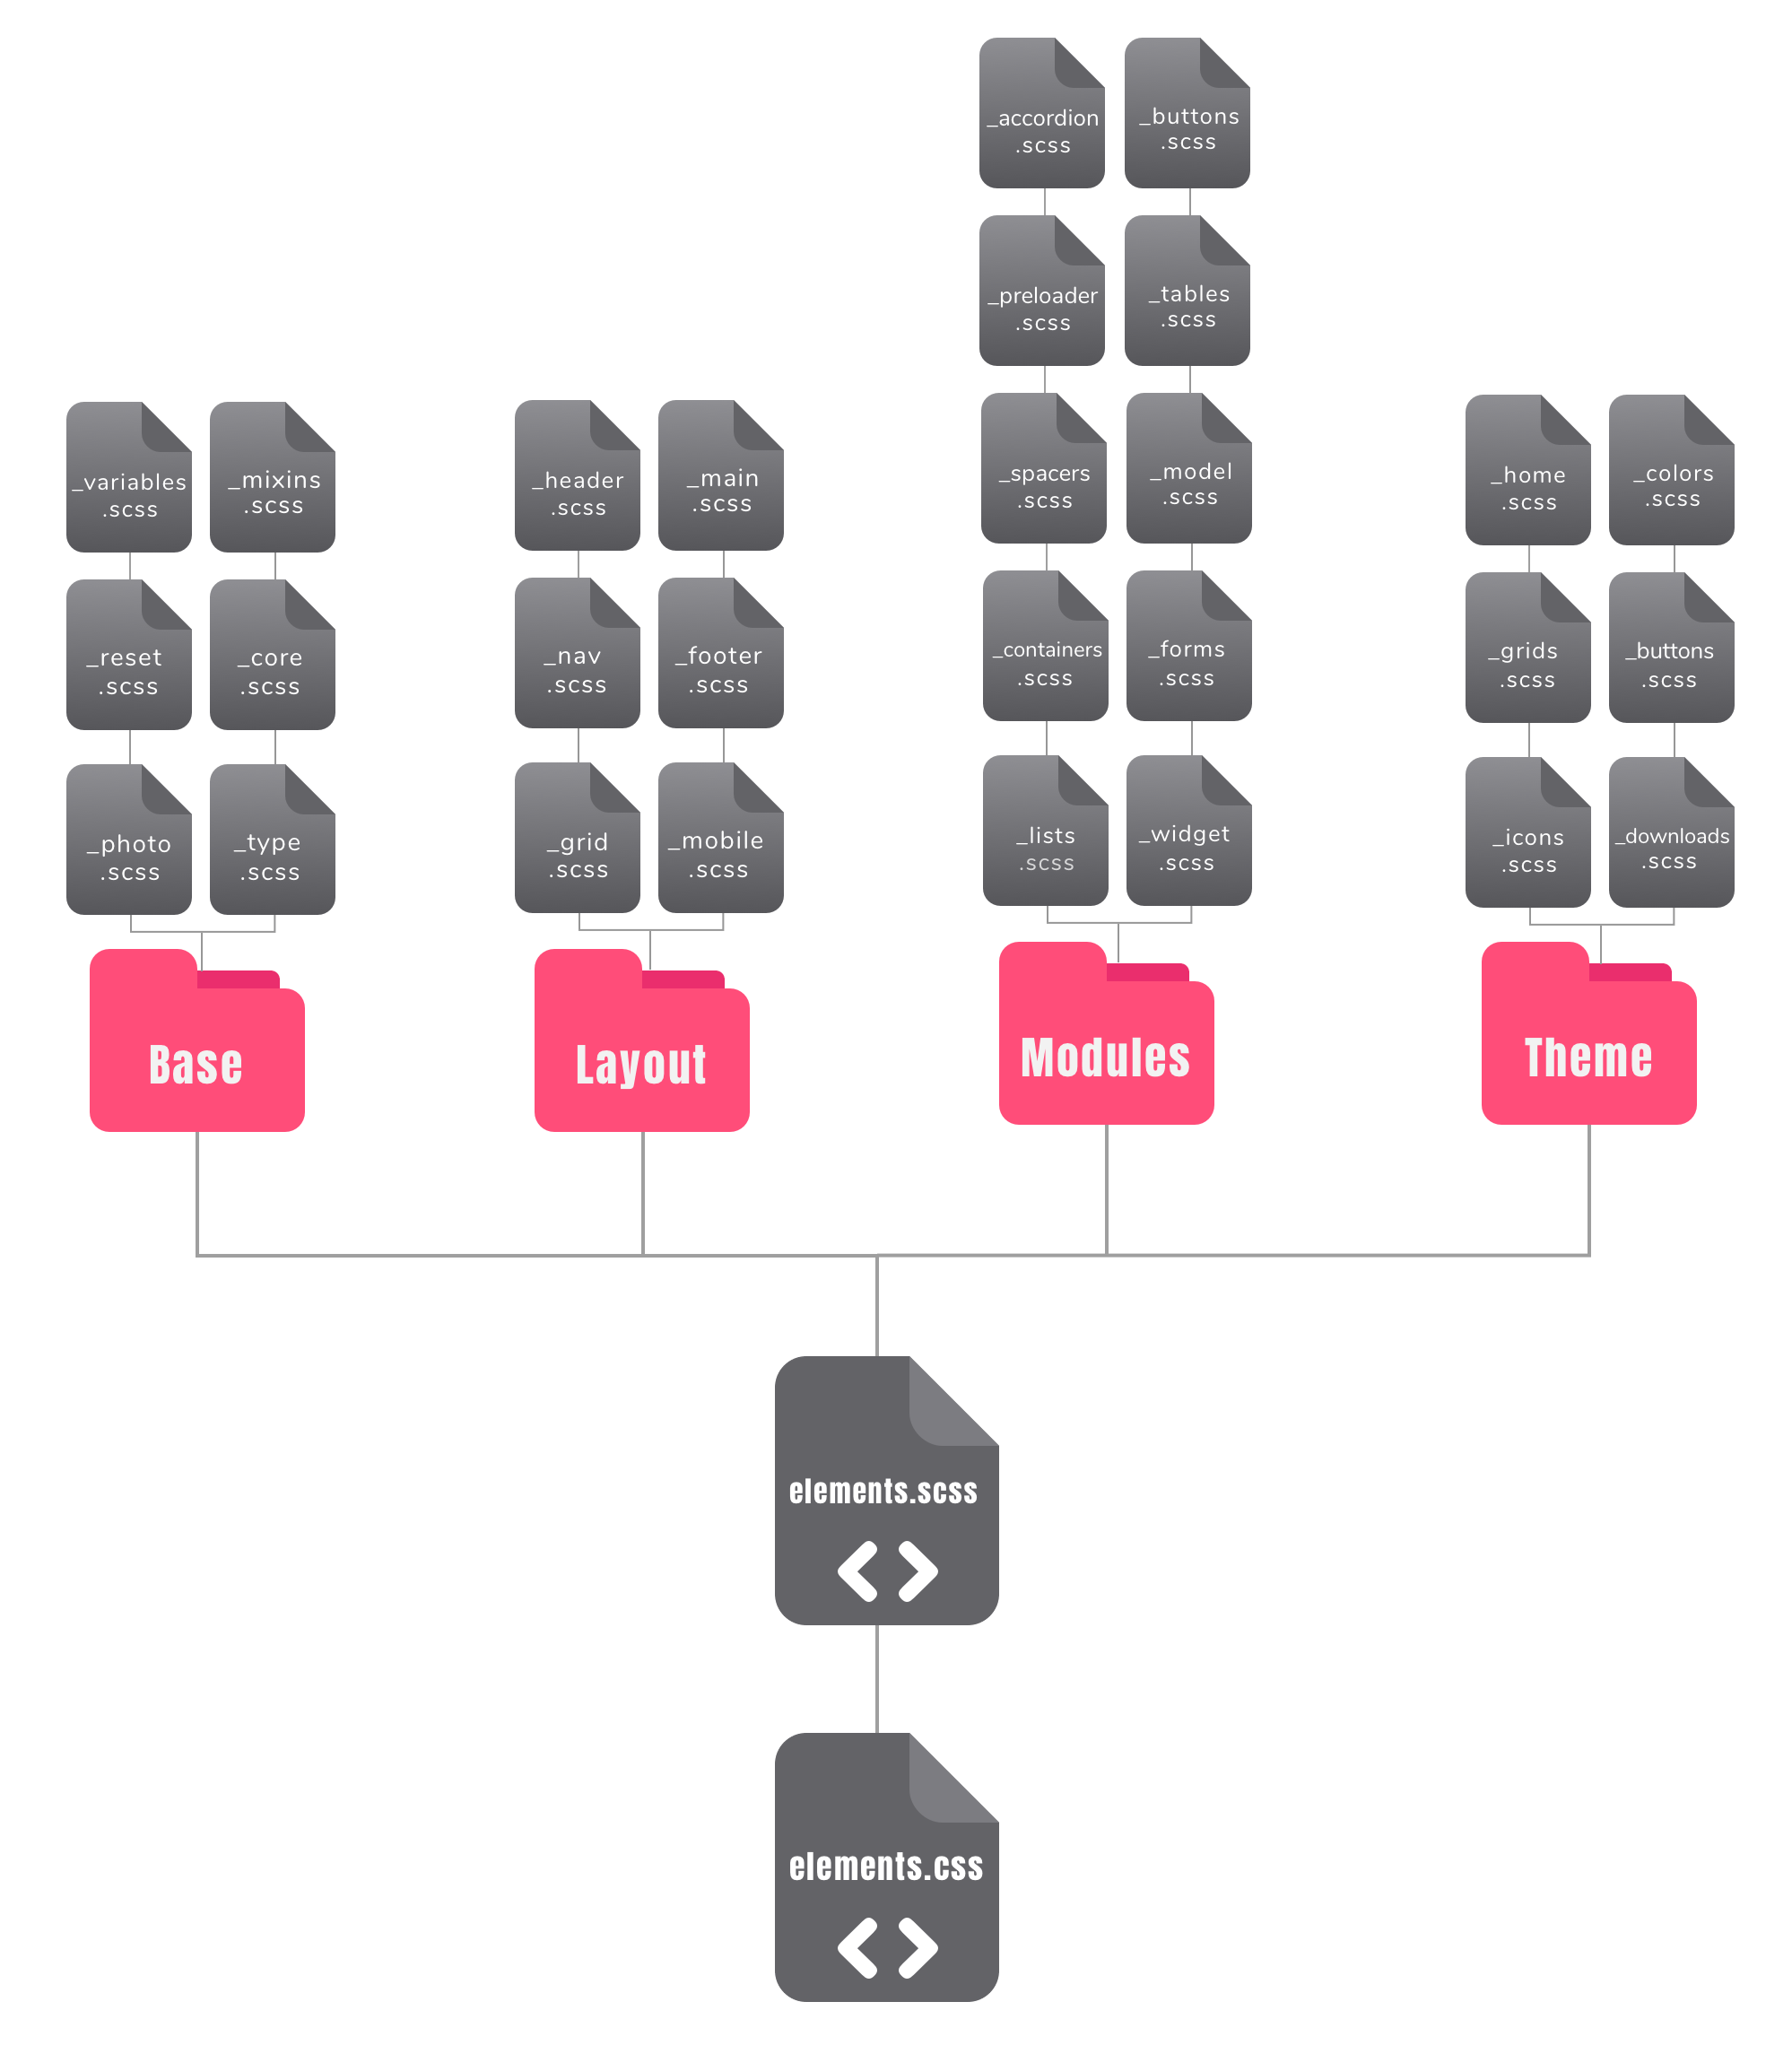 _accordion
.scss
_buttons
.scss
_preloader
.scss
_tables
.scss
_variables
.scss
_mixins
.scss
_header
.scss
_main
.scss
_spacers
.scss
_model
.scss
_home
.scss
_colors
.scss
_reset
.scss
_core
.scss
_nav
.scss
_footer
.scss
_containers
.scss
_forms
.scss
_grids
.scss
_buttons
.scss
_photo
.scss
_type
.scss
_grid
.scss
_mobile
.scss
_lists
.scss
_widget
.scss
_icons
.scss
_downloads
.scss
Base
Layout
Modules
Theme
elements.scss
elements.css